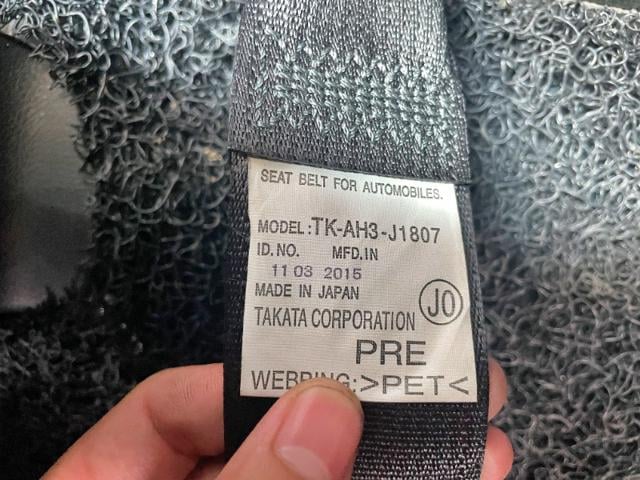 SEAT BELT FOR AUTOMOBILES.
MODEL:TK-AH3-J1807
ID.NO. MFD.IN
11 03 2015
MADE IN JAPAN
TAKATA CORPORATION J0
PRE
WEBBING:>PET<